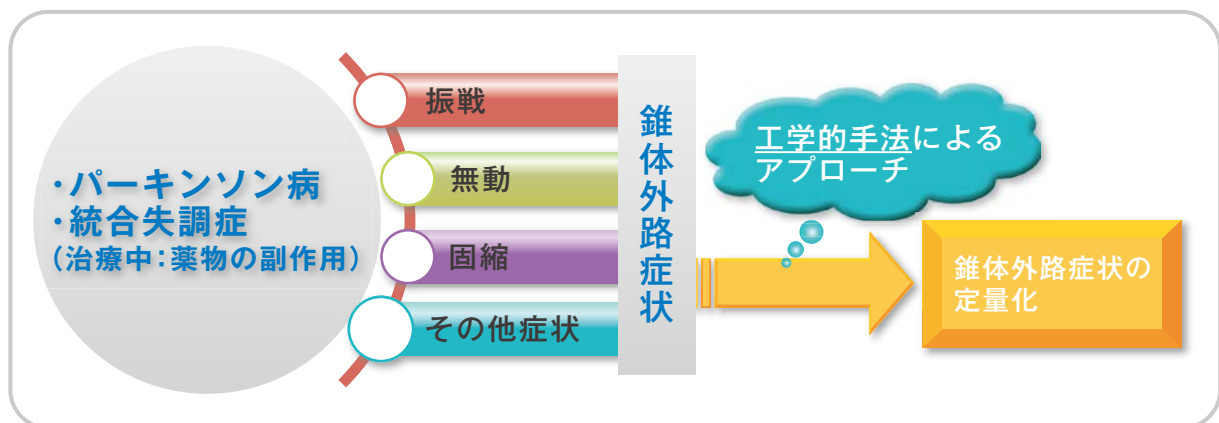 ・パーキンソン病
・統合失調症
（治療中：薬物の副作用）
振戦
無動
固縮
その他症状
錐体外路症状
工学的手法による
アプローチ
錐体外路症状の
定量化